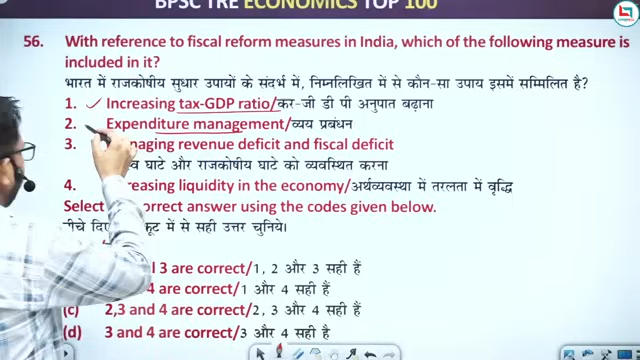 BPSC TRE ECONOMICS TOP 100
56. With reference to fiscal reform measures in India, which of the following measure is
included in it?
भारत में राजकोषीय सुधार उपायों के संदर्भ में, निम्नलिखित में से कौन-सा उपाय इसमें सम्मिलित है?
1. Increasing tax-GDP ratio/कर-जी डी पी अनुपात बढ़ाना
2. Expenditure management/व्यय प्रबंधन
3. revenue deficit and fiscal deficit
घाटे और राजकोषीय घाटे को व्यवस्थित करना
4. liquidity in the economy/अर्थव्यवस्था में तरलता में वृद्धि
Select correct answer using the codes given below.
में से सही उत्तर चुनिये।
3 are correct/1, 2 और 3 सही हैं
4 are correct/1 और 4 सही हैं
(c) 2,3 and 4 are correct/2, 3 और 4 सही हैं
(d) 3 and 4 are correct/3 और 4 सही है